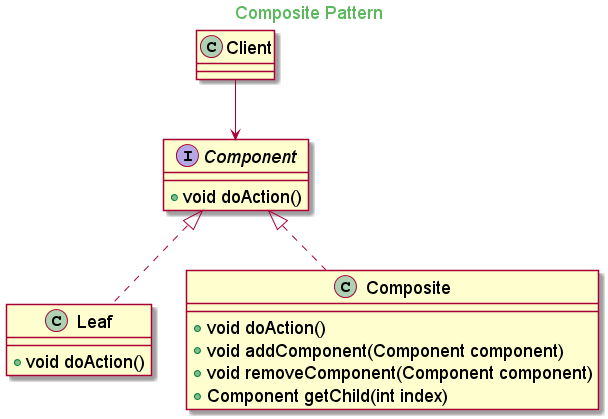 Composite Pattern
C Client
I Component
void doAction()
C Leaf
void doAction()
C Composite
void doAction()
void addComponent(Component component)
void removeComponent(Component component)
Component getChild(int index)